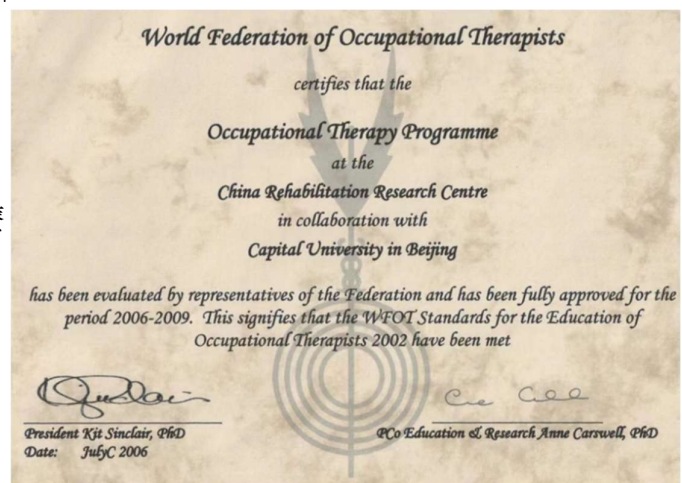 World Federation of Occupational Therapists
certifies that the
Occupational Therapy Programme
at the
China Rehabilitation Research Centre
in collaboration with
Capital University in Beijing
has been evaluated by representatives of the Federation and has been fully approved for the
period 2006-2009. This signifies that the WFOT Standards for the Education of
Occupational Therapists 2002 have been met
President Kit Sinclair, PhD
PCo Education & Research Anne Carswell, PhD
Date: JulyC 2006